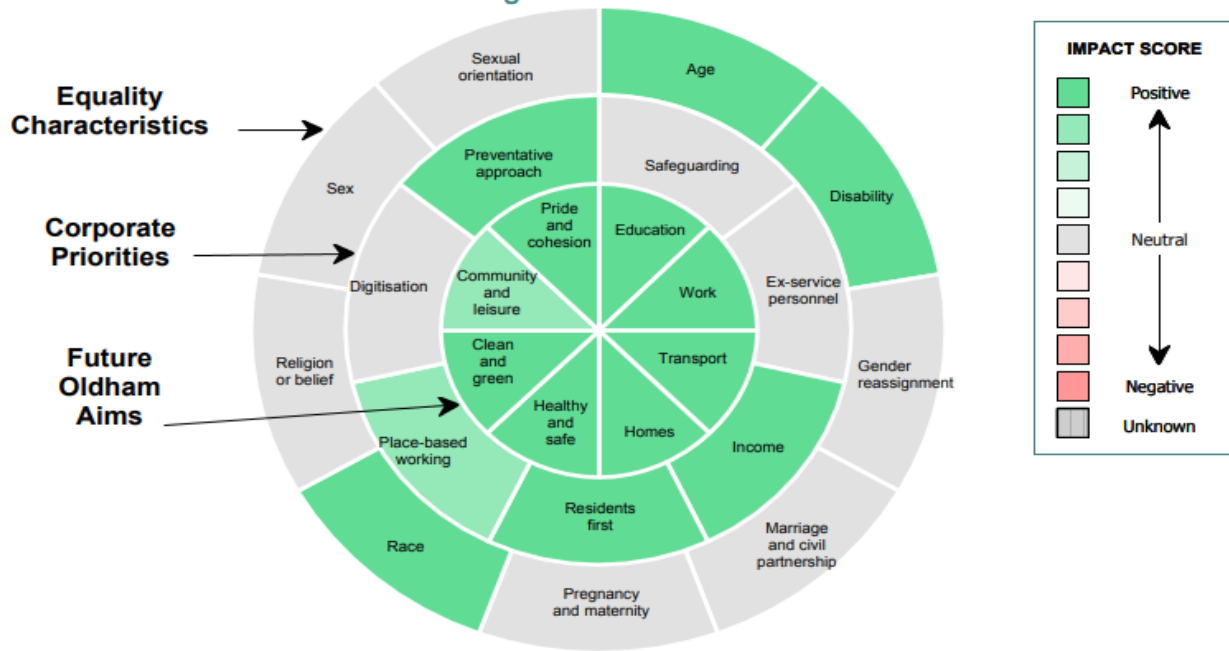 Sexual
orientation
Age
IMPACT SCORE
Positive
Neutral
Negative
Unknown
Equality
Characteristics
Corporate
Priorities
Future
Oldham
Aims
Preventative
approach
Safeguarding
Disability
Sex
Pride
and
cohesion
Education
Digitisation
Community
and
leisure
Work
Ex-service
personnel
Religion
or belief
Clean
and
green
Transport
Gender
reassignment
Healthy
and
safe
Homes
Place-based
working
Income
Residents
first
Race
Marriage
and civil
partnership
Pregnancy
and maternity